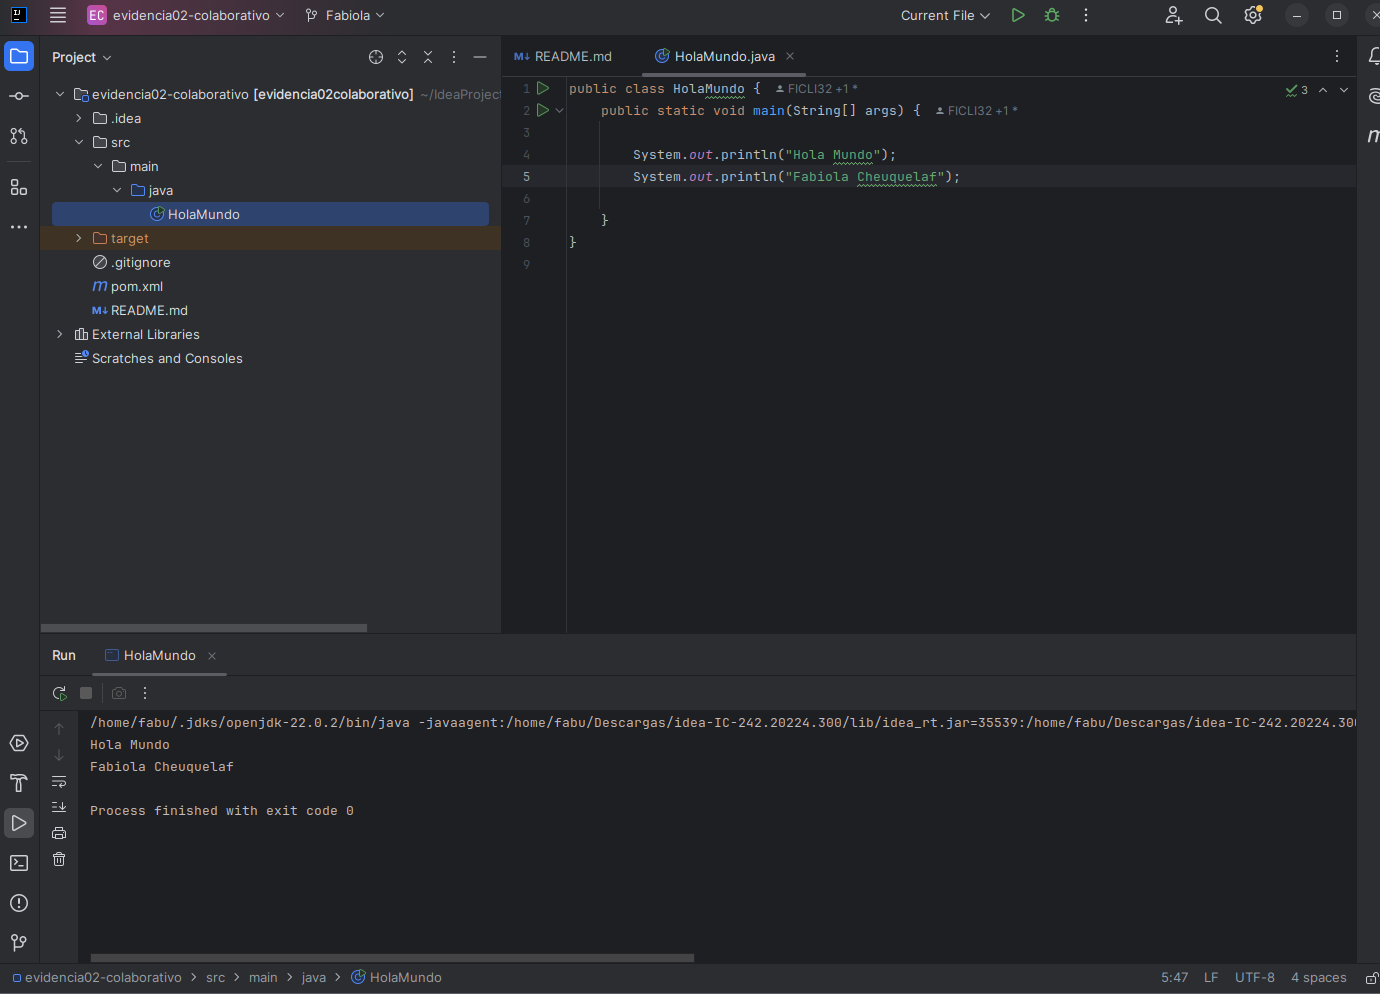 IJ EC evidencia02-colaborativo Fabiola Current File
Project
evidencia02-colaborativo [evidencia02colaborativo] ~/IdeaProjec
.idea
src
main
java
HolaMundo
target
.gitignore
pom.xml
README.md
External Libraries
Scratches and Consoles
README.md HolaMundo.java
1 public class HolaMundo { FICLI32 +1 *
2 public static void main(String[] args) { FICLI32 +1 *
3
4 System.out.println("Hola Mundo");
5 System.out.println("Fabiola Cheuquelaf");
6
7 }
8 }
9
3
Run HolaMundo
/home/fabu/.jdks/openjdk-22.0.2/bin/java -javaagent:/home/fabu/Descargas/idea-IC-242.20224.300/lib/idea_rt.jar=35539:/home/fabu/Descargas/idea-IC-242.20224.30
Hola Mundo
Fabiola Cheuquelaf
Process finished with exit code 0
evidencia02-colaborativo > src > main > java > HolaMundo 5:47 LF UTF-8 4 spaces